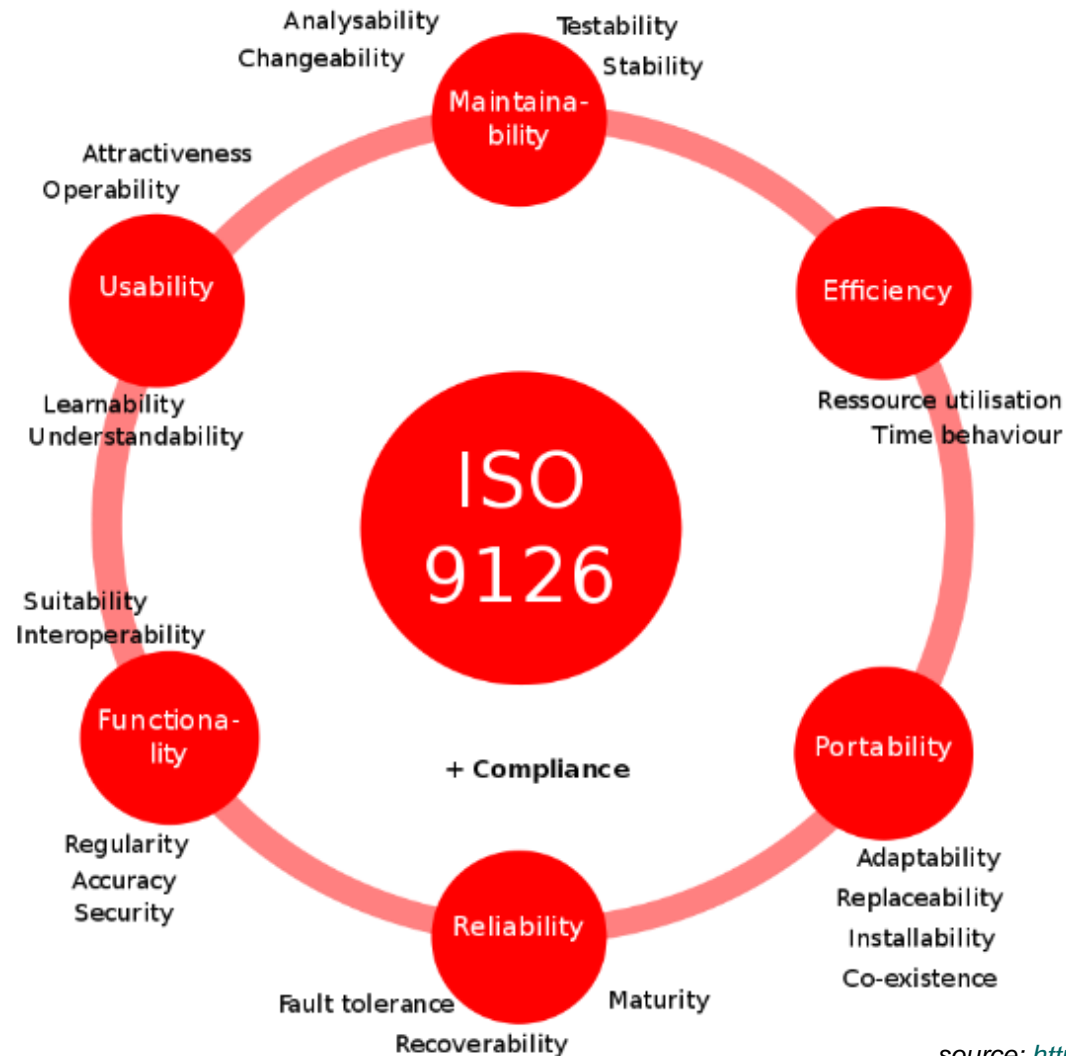 Analysability
Changeability
Testability
Stability
Maintaina-
bility
Attractiveness
Operability
Usability
Learnability
Understandability
Efficiency
Ressource utilisation
Time behaviour
ISO
9126
Suitability
Interoperability
Functiona-
lity
Regularity
Accuracy
Security
+ Compliance
Portability
Adaptability
Replaceability
Installability
Co-existence
Reliability
Fault tolerance
Maturity
Recoverability
source: